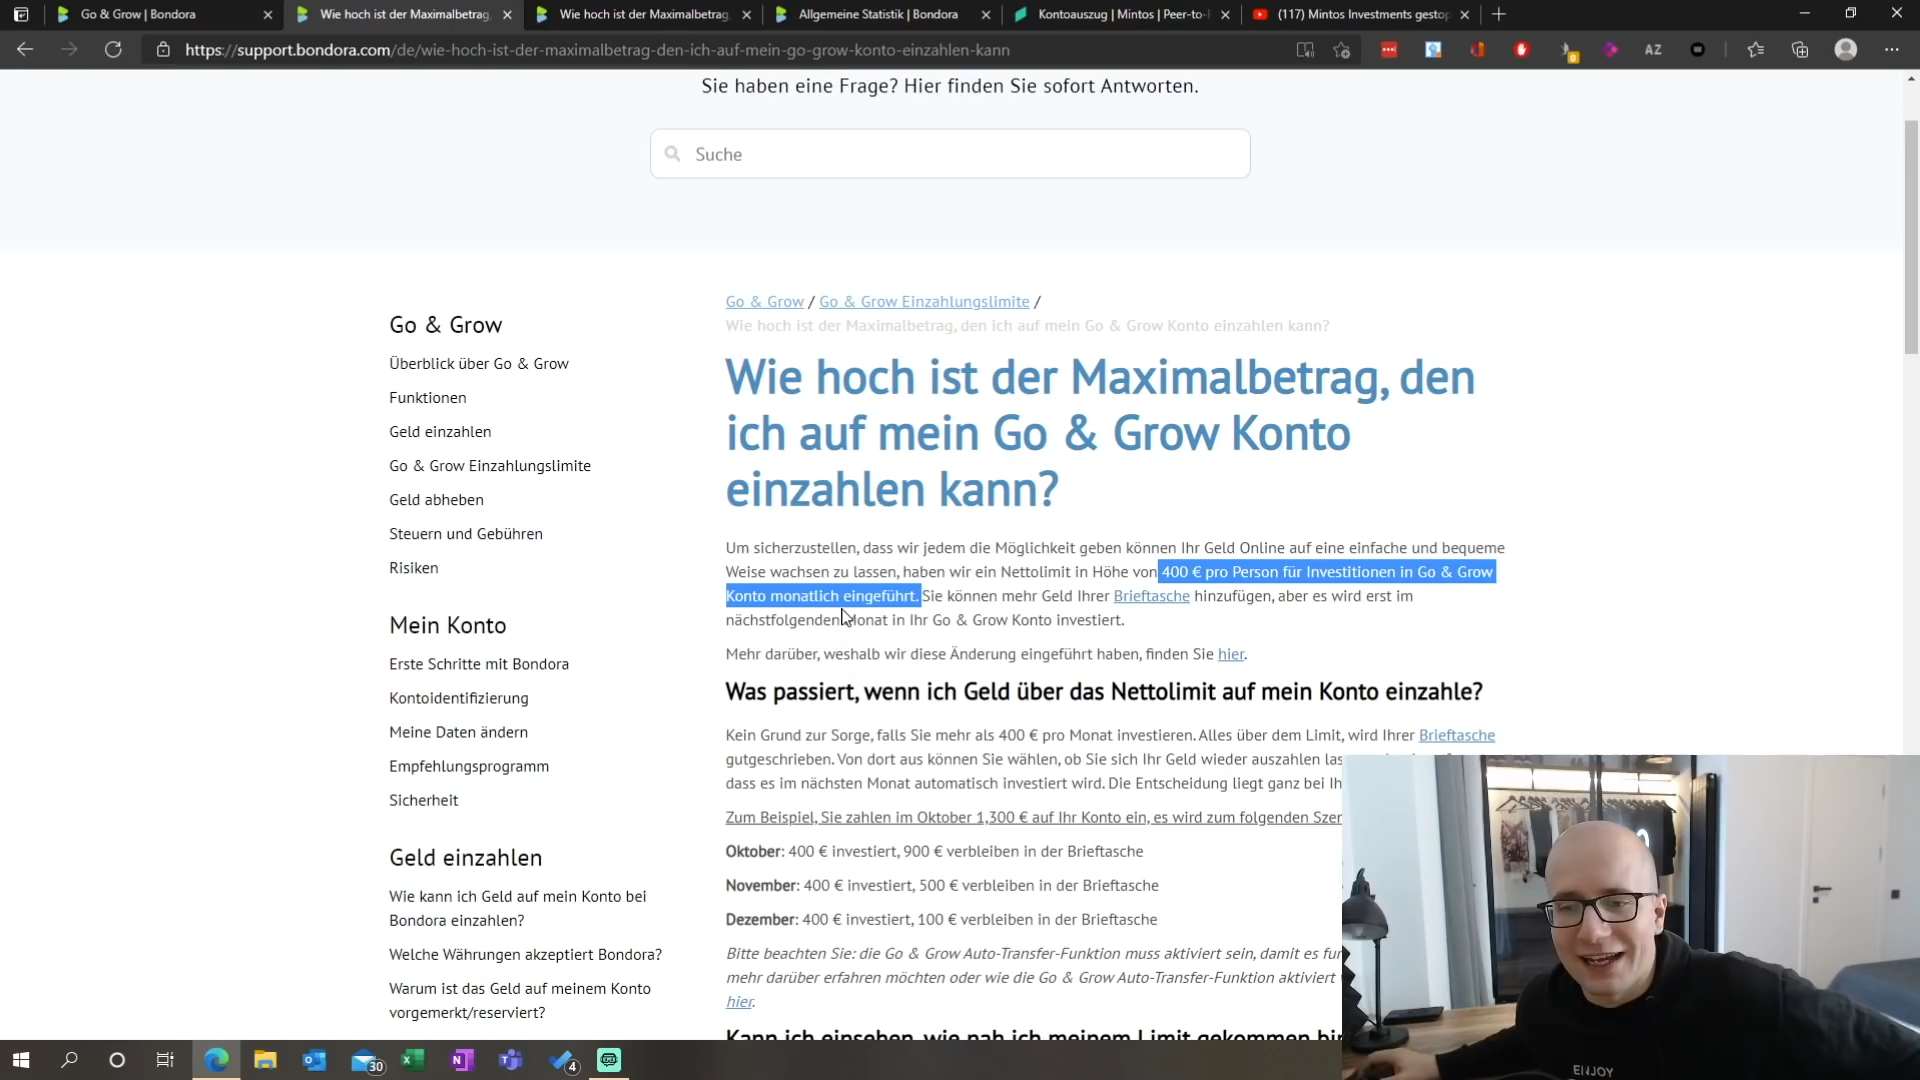 Go & Grow | Bondora
Wie hoch ist der Maximalbetrag,
Wie hoch ist der Maximalbetrag,
Allgemeine Statistik | Bondora
Kontoauszug | Mintos | Peer-to-
(117) Mintos Investments gestop
https://support.bondora.com/de/wie-hoch-ist-der-maximalbetrag-den-ich-auf-mein-go-grow-konto-einzahlen-kann
AZ
Sie haben eine Frage? Hier finden Sie sofort Antworten.
Suche
Go & Grow
Überblick über Go & Grow
Funktionen
Geld einzahlen
Go & Grow Einzahlungslimite
Geld abheben
Steuern und Gebühren
Risiken
Mein Konto
Erste Schritte mit Bondora
Kontoidentifizierung
Meine Daten ändern
Empfehlungsprogramm
Sicherheit
Geld einzahlen
Wie kann ich Geld auf mein Konto bei
Bondora einzahlen?
Welche Währungen akzeptiert Bondora?
Warum ist das Geld auf meinem Konto
vorgemerkt/reserviert?
Go & Grow / Go & Grow Einzahlungslimite /
Wie hoch ist der Maximalbetrag, den ich auf mein Go & Grow Konto einzahlen kann?
Wie hoch ist der Maximalbetrag, den
ich auf mein Go & Grow Konto
einzahlen kann?
Um sicherzustellen, dass wir jedem die Möglichkeit geben können Ihr Geld Online auf eine einfache und bequeme
Weise wachsen zu lassen, haben wir ein Nettolimit in Höhe von 400 € pro Person für Investitionen in Go & Grow
Konto monatlich eingeführt. Sie können mehr Geld Ihrer Brieftasche hinzufügen, aber es wird erst im
nächstfolgenden Monat in Ihr Go & Grow Konto investiert.
Mehr darüber, weshalb wir diese Änderung eingeführt haben, finden Sie hier.
Was passiert, wenn ich Geld über das Nettolimit auf mein Konto einzahle?
Kein Grund zur Sorge, falls Sie mehr als 400 € pro Monat investieren. Alles über dem Limit, wird Ihrer Brieftasche
gutgeschrieben. Von dort aus können Sie wählen, ob Sie sich Ihr Geld wieder auszahlen las
dass es im nächsten Monat automatisch investiert wird. Die Entscheidung liegt ganz bei Ih
Zum Beispiel, Sie zahlen im Oktober 1,300 € auf Ihr Konto ein, es wird zum folgenden Szer
Oktober: 400 € investiert, 900 € verbleiben in der Brieftasche
November: 400 € investiert, 500 € verbleiben in der Brieftasche
Dezember: 400 € investiert, 100 € verbleiben in der Brieftasche
Bitte beachten Sie: die Go & Grow Auto-Transfer-Funktion muss aktiviert sein, damit es fun
mehr darüber erfahren möchten oder wie die Go & Grow Auto-Transfer-Funktion aktiviert
hier.
Kann ich einsehen, wie nah ich meinem Limit gekommen bin
ENJOY
30
4